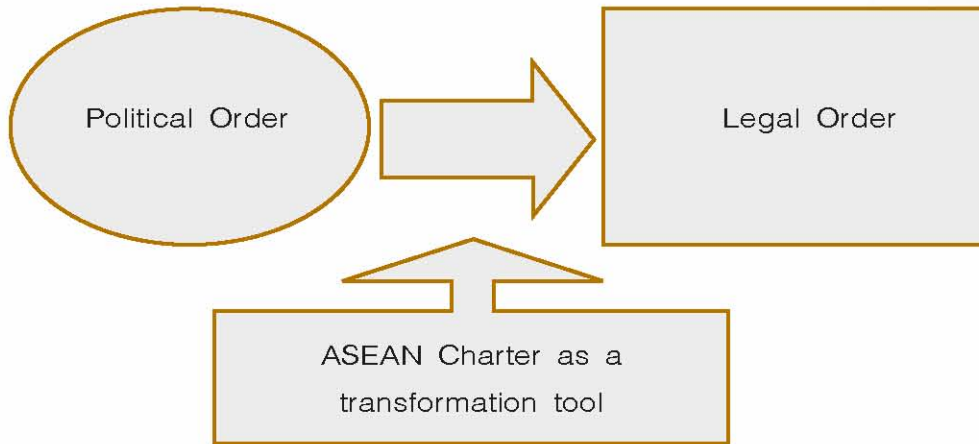 Political Order
Legal Order
ASEAN Charter as a
transformation tool